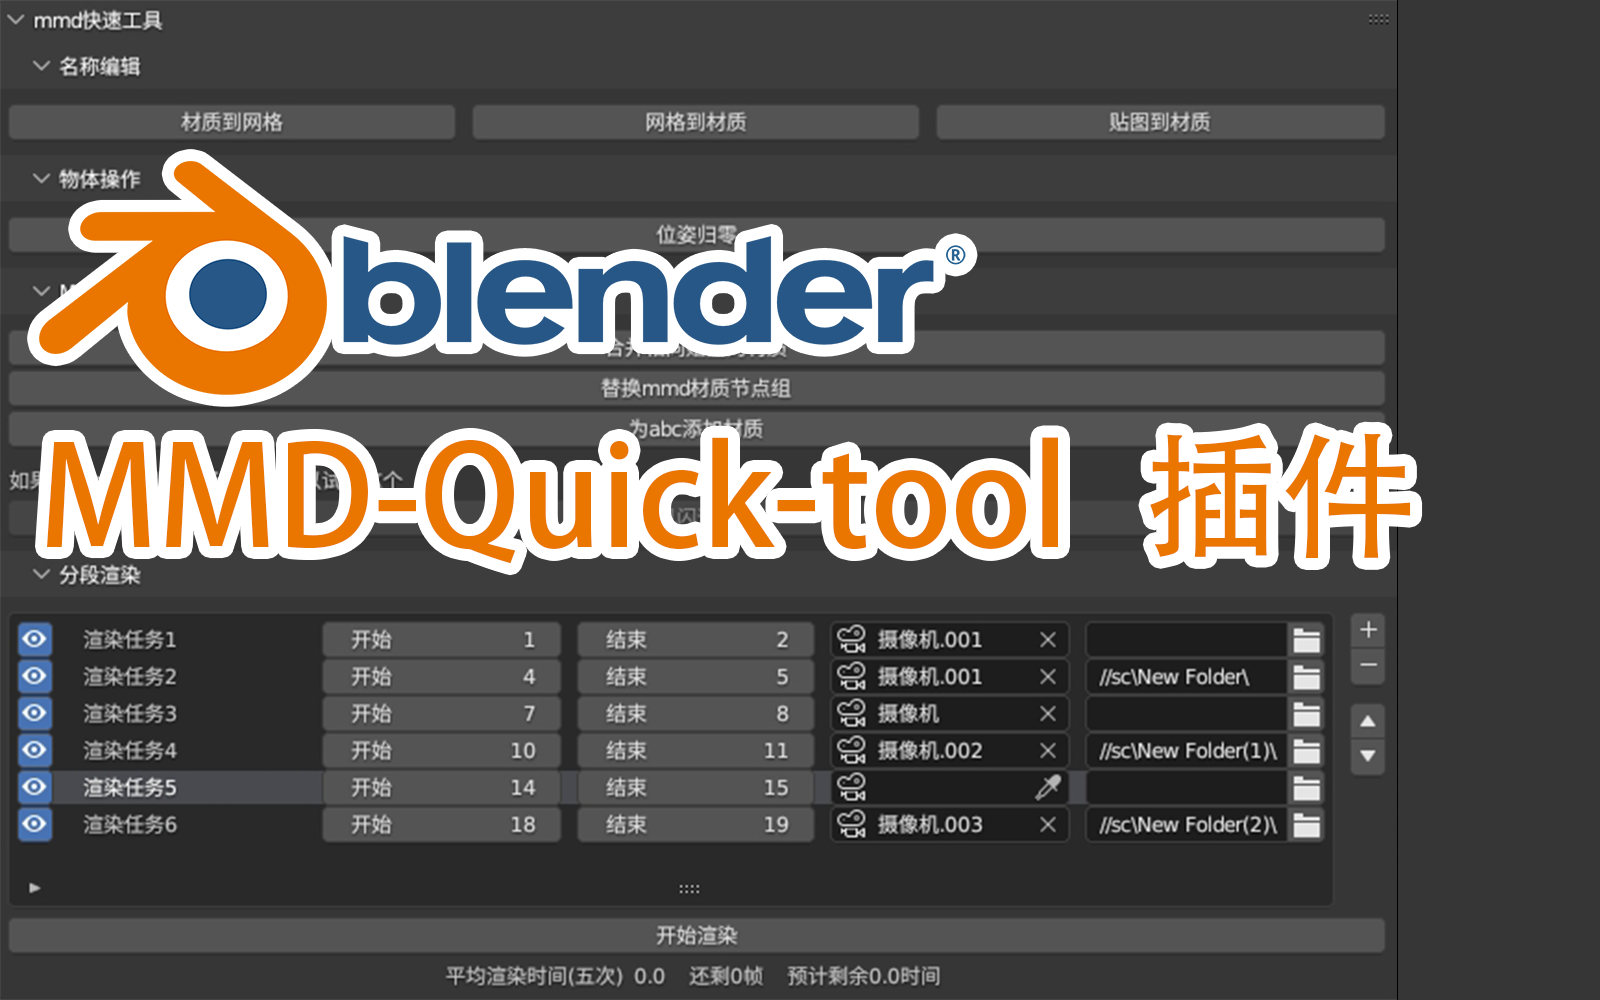 mmd快速工具
名称编辑
材质到网格 网格到材质 贴图到材质
物体操作
位姿归零
blender®
替换mmd材质节点组
为abc添加材质
MMD-Quick-tool 插件
分段渲染
渲染任务1 开始 1 结束 2 摄像机.001
渲染任务2 开始 4 结束 5 摄像机.001 //sc\New Folder\
渲染任务3 开始 7 结束 8 摄像机
渲染任务4 开始 10 结束 11 摄像机.002 //sc\New Folder(1)\
渲染任务5 开始 14 结束 15
渲染任务6 开始 18 结束 19 摄像机.003 //sc\New Folder(2)\
开始渲染
平均渲染时间(五次) 0.0 还剩0帧 预计剩余0.0时间